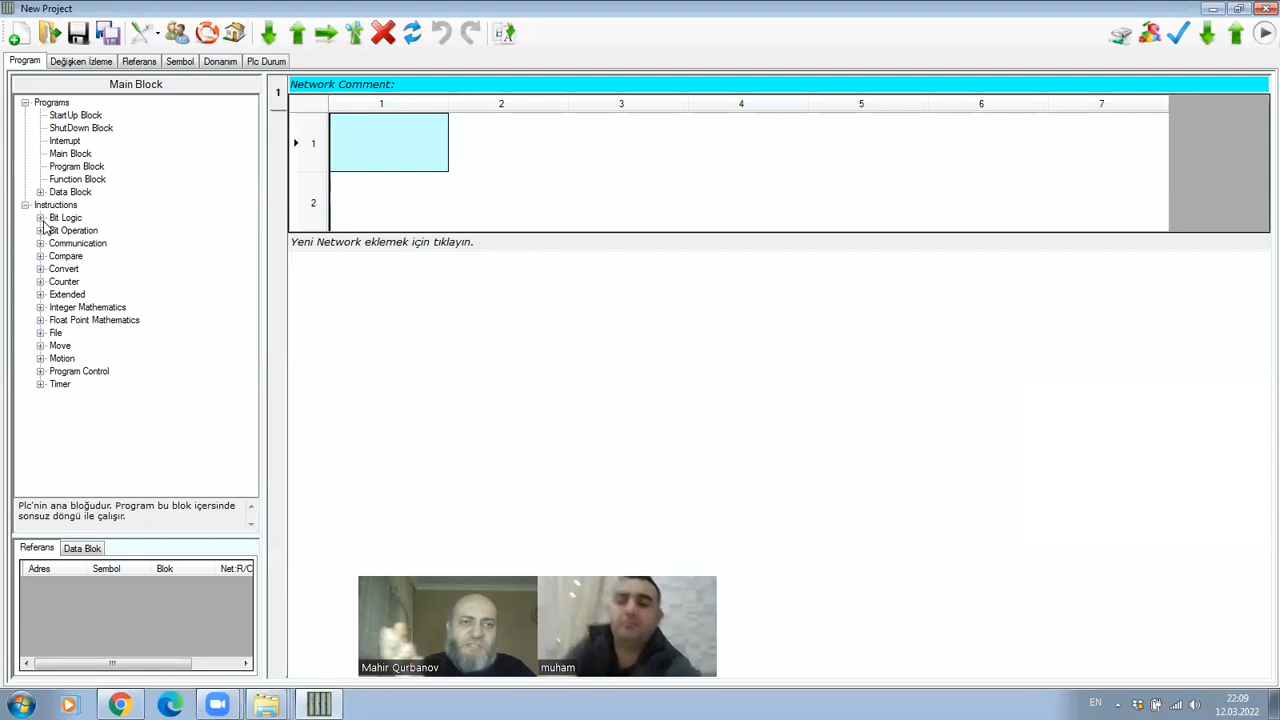 New Project
Program
Değişken İzleme
Referans
Sembol
Donanım
Plc Durum
Main Block
Programs
StartUp Block
ShutDown Block
Interrupt
Main Block
Program Block
Function Block
Data Block
Instructions
Bit Logic
Bit Operation
Communication
Compare
Convert
Counter
Extended
Integer Mathematics
Float Point Mathematics
File
Move
Motion
Program Control
Timer
Plc'nin ana bloğudur. Program bu blok içersinde
sonsuz döngü ile çalışır.
Referans
Data Blok
Adres Sembol Blok Net:R/C
1
Network Comment:
1 2 3 4 5 6 7
1
2
Yeni Network eklemek için tıklayın.
Mahir Qurbanov
muham
EN
22:09
12.03.2022